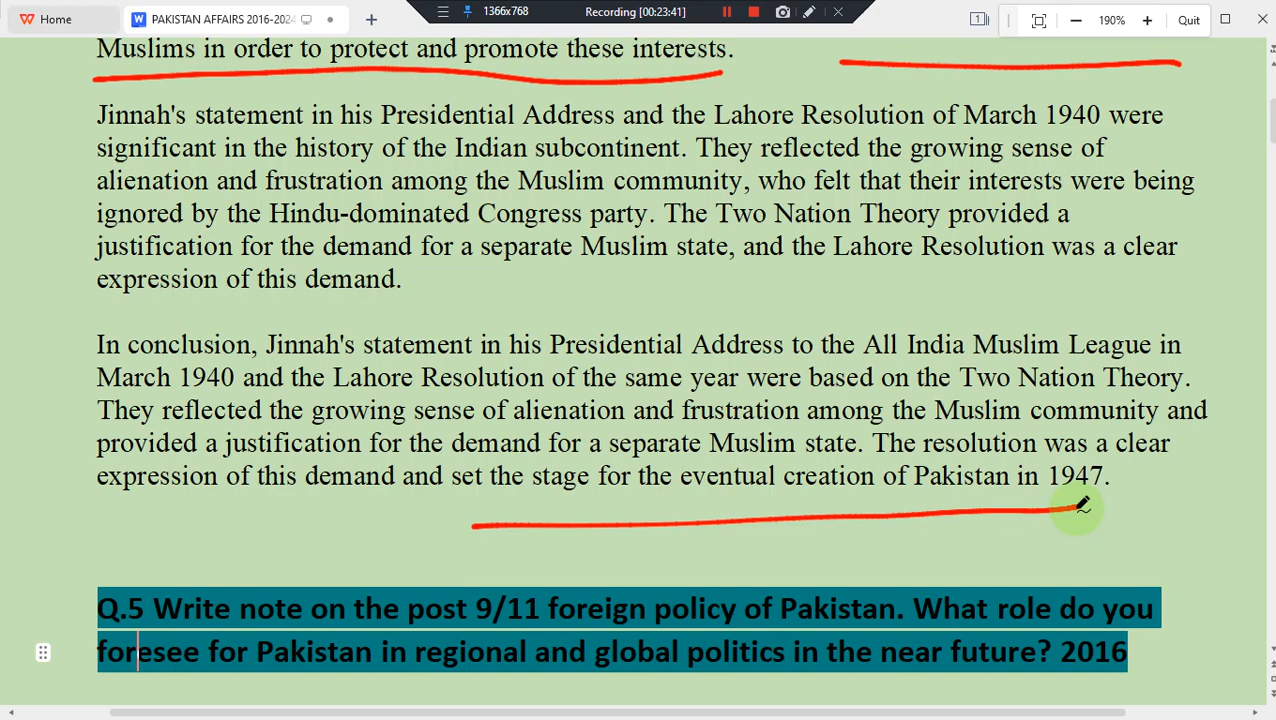 1366x768
Recording [00:23:41]
Home
PAKISTAN AFFAIRS 2016-2024
1
190%
Quit
Muslims in order to protect and promote these interests.
Jinnah's statement in his Presidential Address and the Lahore Resolution of March 1940 were
significant in the history of the Indian subcontinent. They reflected the growing sense of
alienation and frustration among the Muslim community, who felt that their interests were being
ignored by the Hindu-dominated Congress party. The Two Nation Theory provided a
justification for the demand for a separate Muslim state, and the Lahore Resolution was a clear
expression of this demand.
In conclusion, Jinnah's statement in his Presidential Address to the All India Muslim League in
March 1940 and the Lahore Resolution of the same year were based on the Two Nation Theory.
They reflected the growing sense of alienation and frustration among the Muslim community and
provided a justification for the demand for a separate Muslim state. The resolution was a clear
expression of this demand and set the stage for the eventual creation of Pakistan in 1947.
Q.5 Write note on the post 9/11 foreign policy of Pakistan. What role do you
foresee for Pakistan in regional and global politics in the near future? 2016